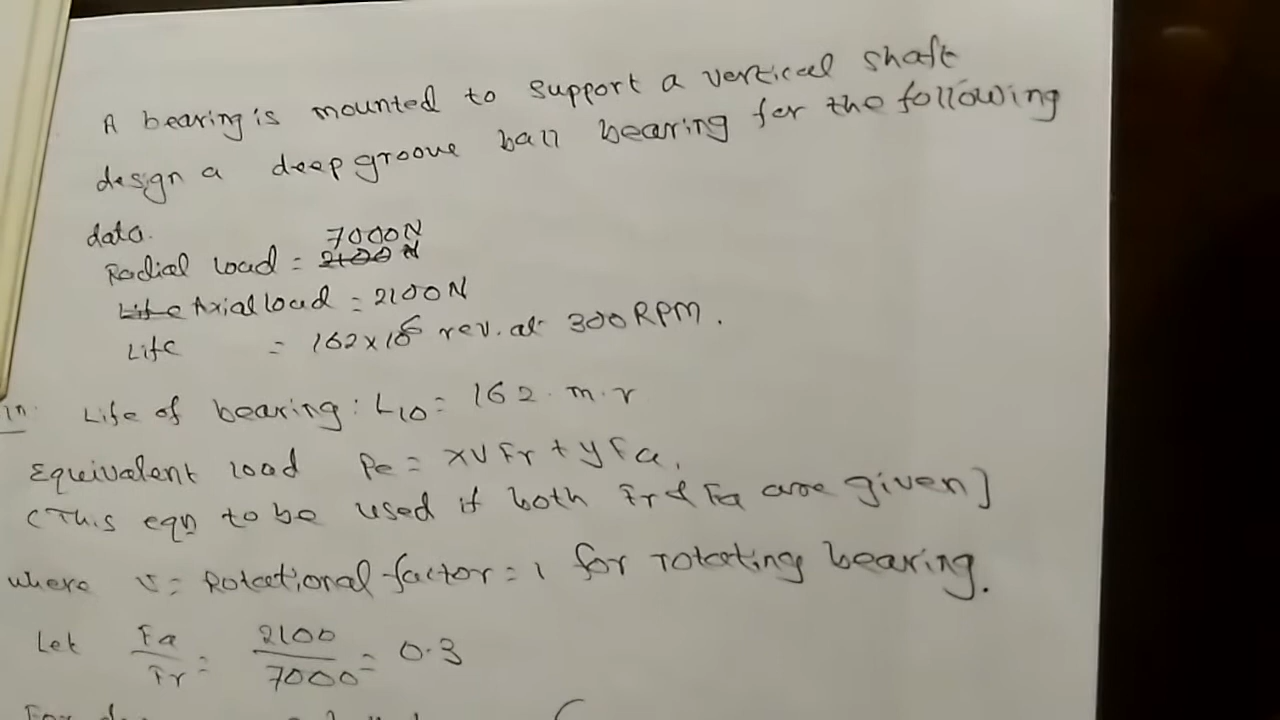 A bearing is mounted to support a vertical shaft
design a deep groove ball bearing for the following
data.
7000N
Radial load = 2100 N
Life Axial load = 2100N
Life = 162x10⁶ rev. at 300 RPM.
in: Life of bearing: L10 = 162. m.r
Equivalent load Pe = XVFr + YFa.
(This eqn to be used if both Fr & Fa are given]
where V = Rotational factor = 1 for rotating bearing.
Let Fa/Fr = 2100/7000 = 0.3